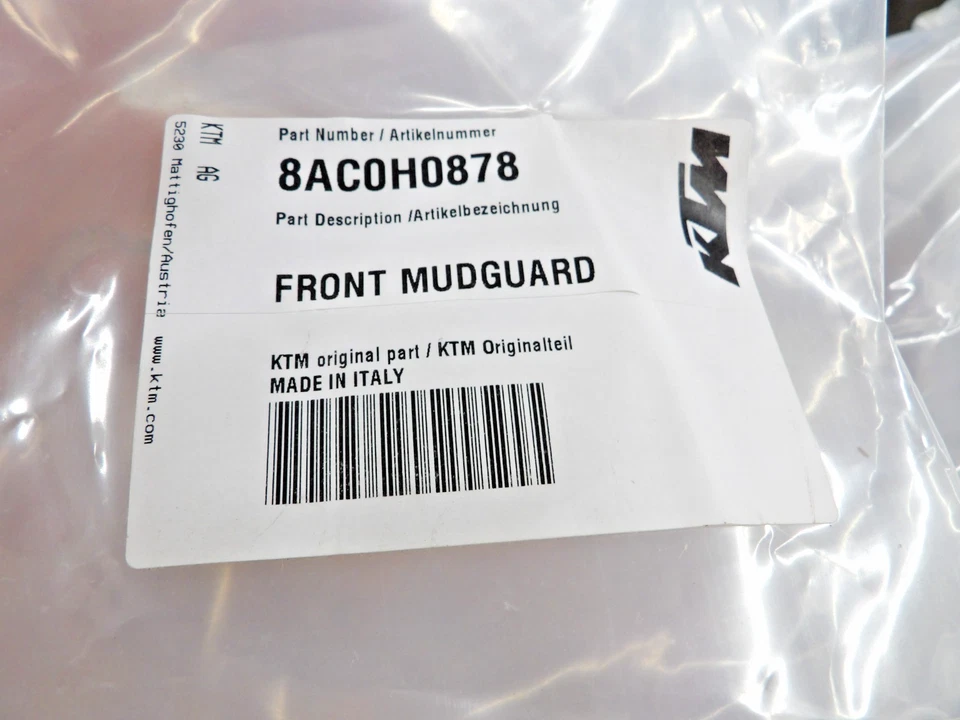 Part Number / Artikelnummer
8AC0H0878
Part Description /Artikelbezeichnung
FRONT MUDGUARD
KTM original part / KTM Originalteil
MADE IN ITALY
KTM AG
5230 Mattighofen/Austria www.ktm.com
KTM